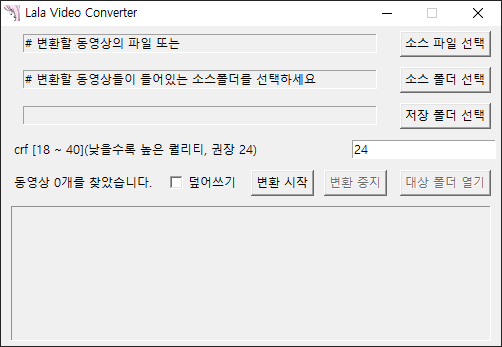 Lala Video Converter
# 변환할 동영상의 파일 또는
소스 파일 선택
# 변환할 동영상들이 들어있는 소스폴더를 선택하세요
소스 폴더 선택
저장 폴더 선택
crf [18 ~ 40](낮을수록 높은 퀄리티, 권장 24)
24
동영상 0개를 찾았습니다.
덮어쓰기
변환 시작
변환 중지
대상 폴더 열기